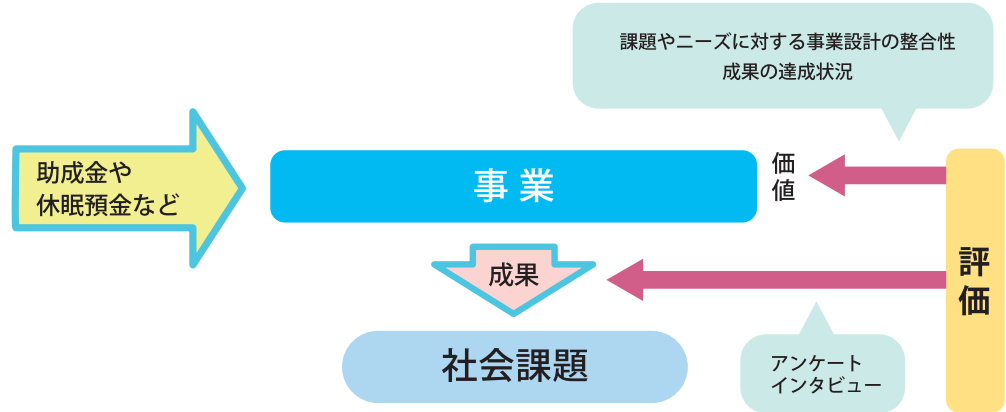 課題やニーズに対する事業設計の整合性
成果の達成状況
助成金や
休眠預金など
事業
価値
成果
評価
社会課題
アンケート
インタビュー